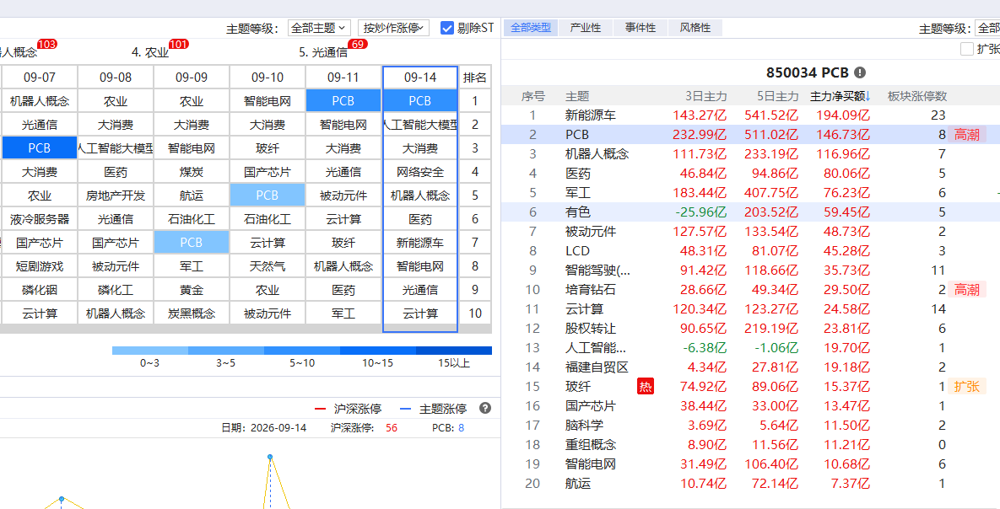 主题等级: 全部主题 按炒作涨停 剔除ST
人概念 103 4. 农业 101 5. 光通信 69
09-07 09-08 09-09 09-10 09-11 09-14 排名
机器人概念 农业 农业 智能电网 PCB PCB 1
光通信 大消费 大消费 大消费 智能电网 人工智能大模型 2
PCB 人工智能大模型 智能电网 玻纤 大消费 大消费 3
大消费 医药 煤炭 国产芯片 光通信 网络安全 4
农业 房地产开发 航运 PCB 被动元件 机器人概念 5
液冷服务器 光通信 石油化工 石油化工 云计算 医药 6
国产芯片 国产芯片 PCB 云计算 玻纤 新能源车 7
短剧游戏 被动元件 军工 天然气 机器人概念 智能电网 8
磷化铟 磷化工 黄金 农业 医药 光通信 9
云计算 机器人概念 炭黑概念 被动元件 军工 云计算 10
0~3 3~5 5~10 10~15 15以上
沪深涨停 主题涨停 ?
日期: 2026-09-14 沪深涨停: 56 PCB: 8
全部类型 产业性 事件性 风格性 主题等级: 全部
扩张
850034 PCB
序号 主题 3日主力 5日主力 主力净买额↓ 板块涨停数
1 新能源车 143.27亿 541.52亿 194.09亿 23
2 PCB 232.99亿 511.02亿 146.73亿 8 高潮
3 机器人概念 111.73亿 233.19亿 116.96亿 7
4 医药 46.84亿 94.86亿 80.06亿 5
5 军工 183.44亿 407.75亿 76.23亿 6
6 有色 -25.96亿 203.52亿 59.45亿 5
7 被动元件 127.57亿 133.54亿 48.73亿 2
8 LCD 48.31亿 81.07亿 45.28亿 3
9 智能驾驶(... 91.42亿 118.66亿 35.73亿 11
10 培育钻石 28.66亿 49.34亿 29.50亿 2 高潮
11 云计算 120.34亿 123.27亿 24.58亿 14
12 股权转让 90.65亿 219.19亿 23.81亿 6
13 人工智能... -6.38亿 -1.06亿 19.70亿 1
14 福建自贸区 4.34亿 27.81亿 19.18亿 2
15 玻纤 热 74.92亿 89.06亿 15.37亿 1 扩张
16 国产芯片 38.44亿 33.00亿 13.47亿 1
17 脑科学 3.69亿 5.64亿 11.50亿 2
18 重组概念 8.90亿 11.56亿 11.21亿 0
19 智能电网 31.49亿 106.40亿 10.68亿 6
20 航运 10.74亿 72.14亿 7.37亿 1